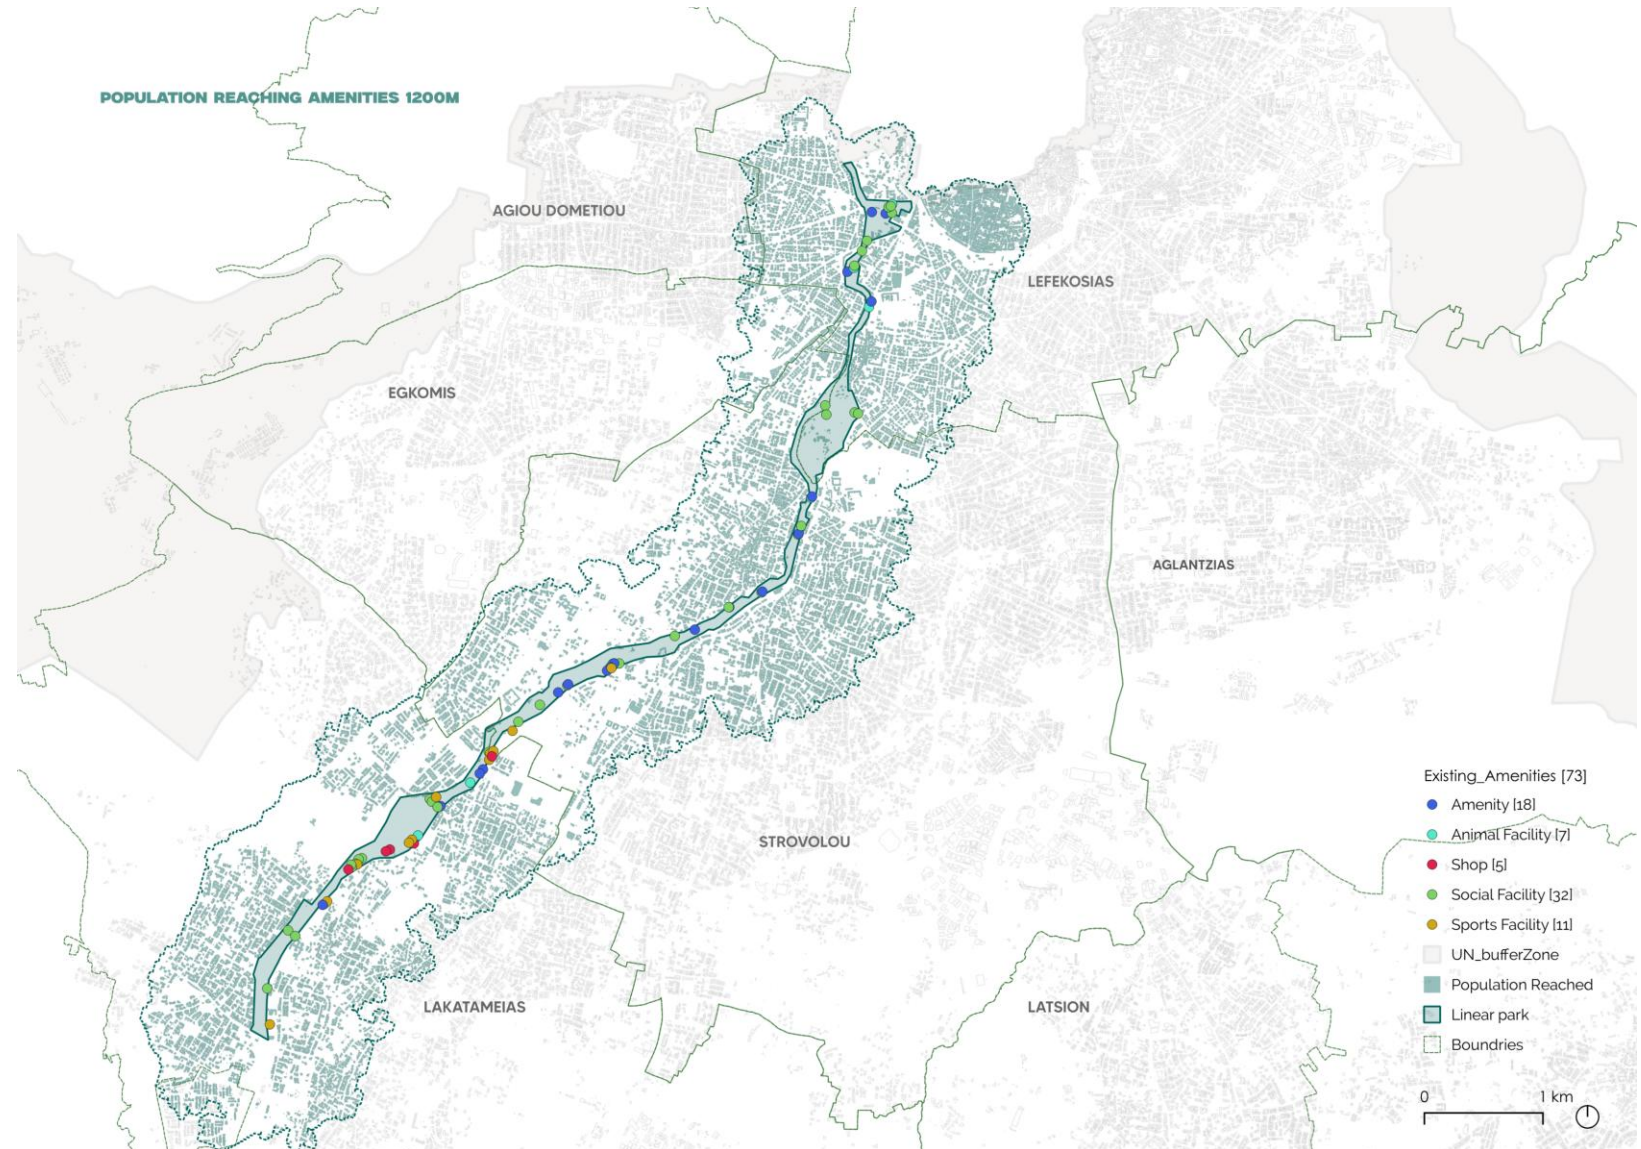 POPULATION REACHING AMENITIES 1200M
AGIOU DOMETIOU
LEFEKOSIAS
EGKOMIS
AGLANTZIAS
STROVOLOU
LAKATAMEIAS
LATSION
Existing_Amenities [73]
Amenity [18]
Animal Facility [7]
Shop [5]
Social Facility [32]
Sports Facility [11]
UN_bufferZone
Population Reached
Linear park
Boundries
0 1 km